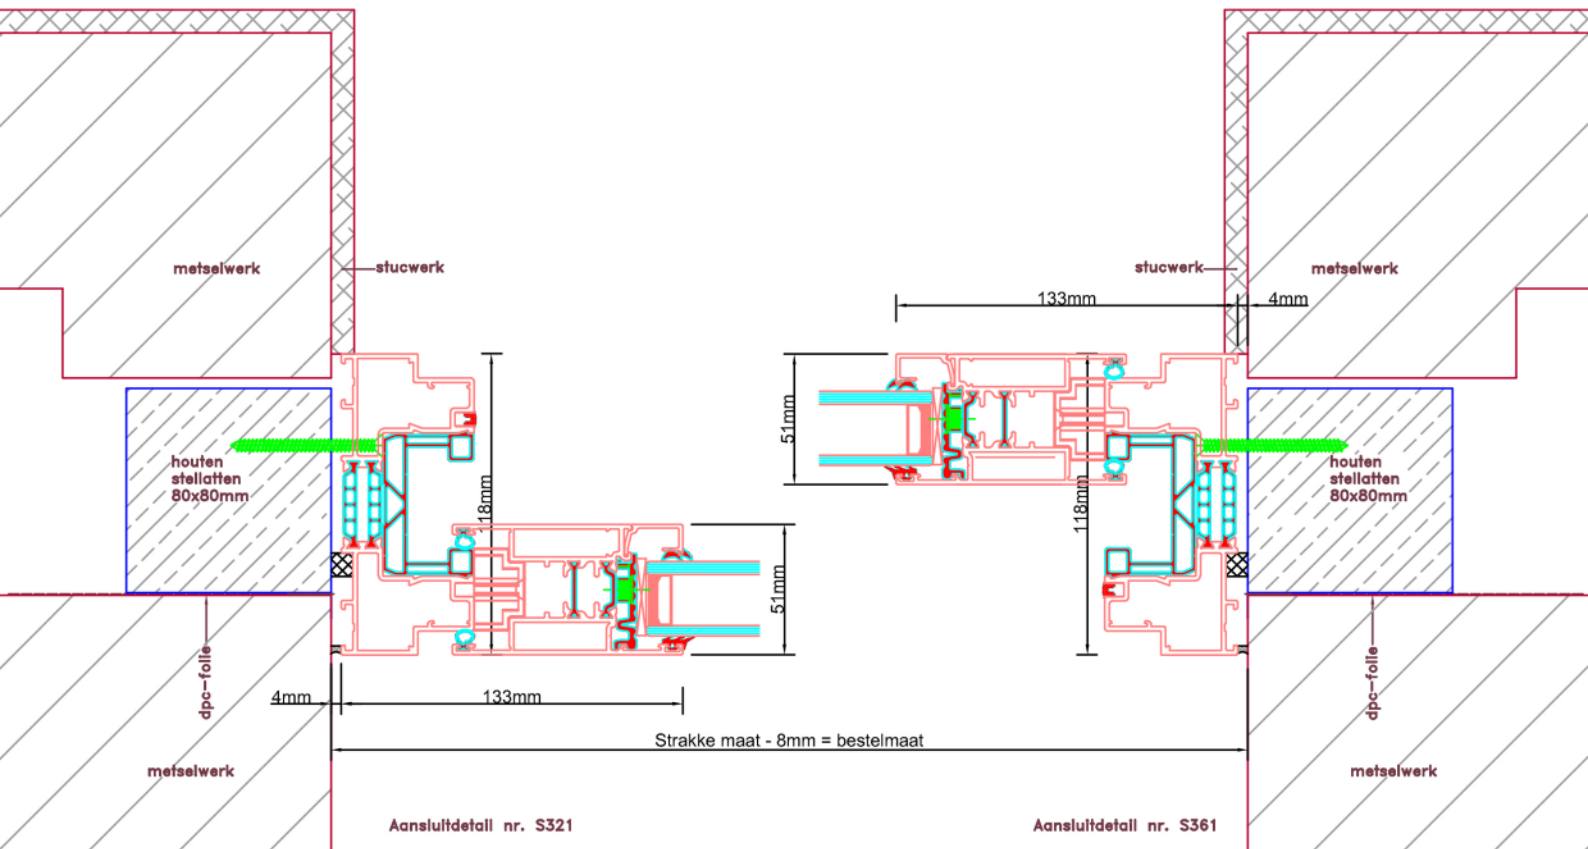 metselwerk
stucwerk
stucwerk
metselwerk
133mm
4mm
51mm
118mm
118mm
houten
stellatten
80x80mm
houten
stellatten
80x80mm
51mm
dpc-folie
dpc-folie
4mm
133mm
Strakke maat - 8mm = bestelmaat
metselwerk
metselwerk
Aansluitdetail nr. S321
Aansluitdetail nr. S361